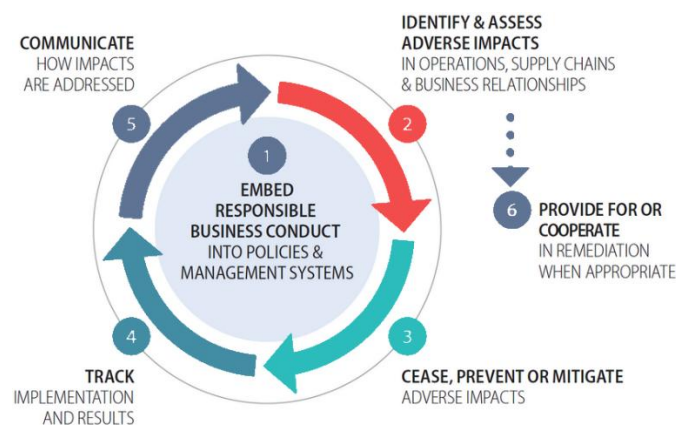 1
EMBED
RESPONSIBLE
BUSINESS CONDUCT
INTO POLICIES &
MANAGEMENT SYSTEMS
2
IDENTIFY & ASSESS
ADVERSE IMPACTS
IN OPERATIONS, SUPPLY CHAINS
& BUSINESS RELATIONSHIPS
3
CEASE, PREVENT OR MITIGATE
ADVERSE IMPACTS
4
TRACK
IMPLEMENTATION
AND RESULTS
5
COMMUNICATE
HOW IMPACTS
ARE ADDRESSED
6
PROVIDE FOR OR
COOPERATE
IN REMEDIATION
WHEN APPROPRIATE